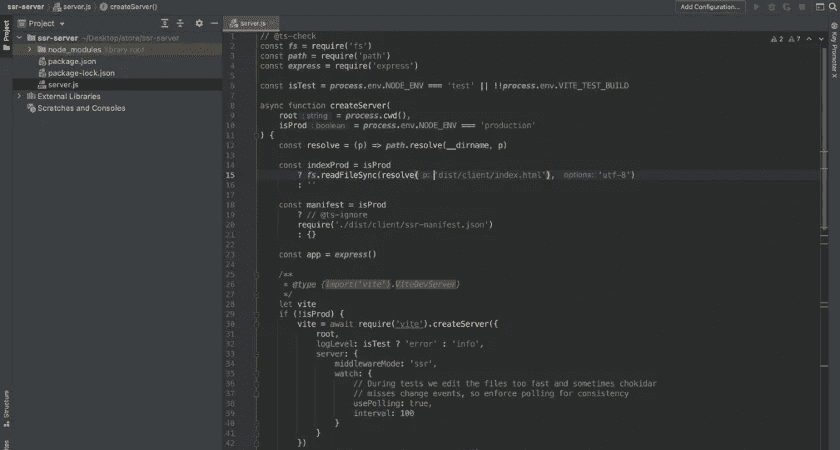 ssr-server › server.js › createServer()
Add Configuration...
Project
ssr-server ~/Desktop/store/ssr-server
node_modules library root
package.json
package-lock.json
server.js
External Libraries
Scratches and Consoles
Project
Structure
Key Promoter X
server.js
2 7
1 // @ts-check
2 const fs = require('fs')
3 const path = require('path')
4 const express = require('express')
5
6 const isTest = process.env.NODE_ENV === 'test' || !!process.env.VITE_TEST_BUILD
7
8 async function createServer(
9 root : string = process.cwd(),
10 isProd : boolean = process.env.NODE_ENV === 'production'
11 ) {
12 const resolve = (p) => path.resolve(__dirname, p)
13
14 const indexProd = isProd
15 ? fs.readFileSync(resolve( p: 'dist/client/index.html'), options: 'utf-8')
16 : ''
17
18 const manifest = isProd
19 ? // @ts-ignore
20 require('./dist/client/ssr-manifest.json')
21 : {}
22
23 const app = express()
24
25 /**
26 * @type {import('vite').ViteDevServer}
27 */
28 let vite
29 if (!isProd) {
30 vite = await require('vite').createServer({
31 root,
32 logLevel: isTest ? 'error' : 'info',
33 server: {
34 middlewareMode: 'ssr',
35 watch: {
36 // During tests we edit the files too fast and sometimes chokidar
37 // misses change events, so enforce polling for consistency
38 usePolling: true,
39 interval: 100
40 }
41 }
42 })